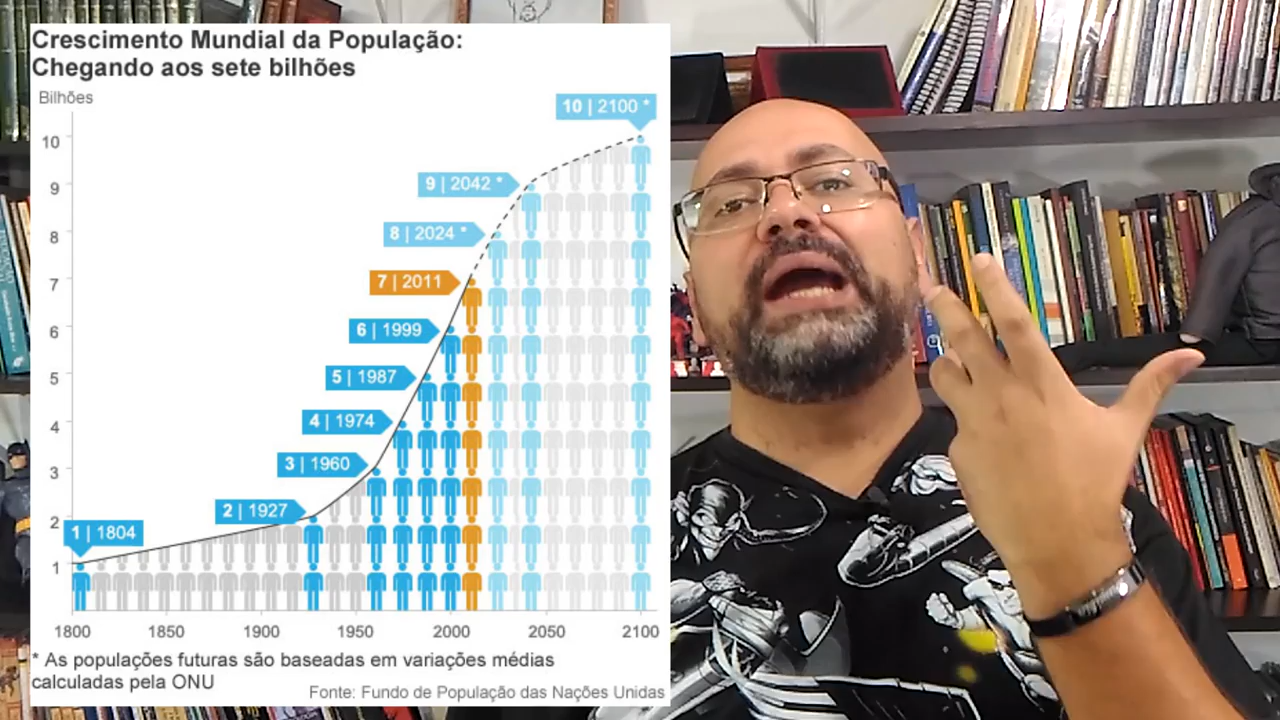 Crescimento Mundial da População:
Chegando aos sete bilhões
Bilhões
10 | 2100 *
10
9 | 2042 *
9
8 | 2024 *
8
7 | 2011
7
6 | 1999
6
5 | 1987
5
4 | 1974
4
3 | 1960
3
2 | 1927
2
1 | 1804
1
1800 1850 1900 1950 2000 2050 2100
* As populações futuras são baseadas em variações médias
calculadas pela ONU
Fonte: Fundo de População das Nações Unidas